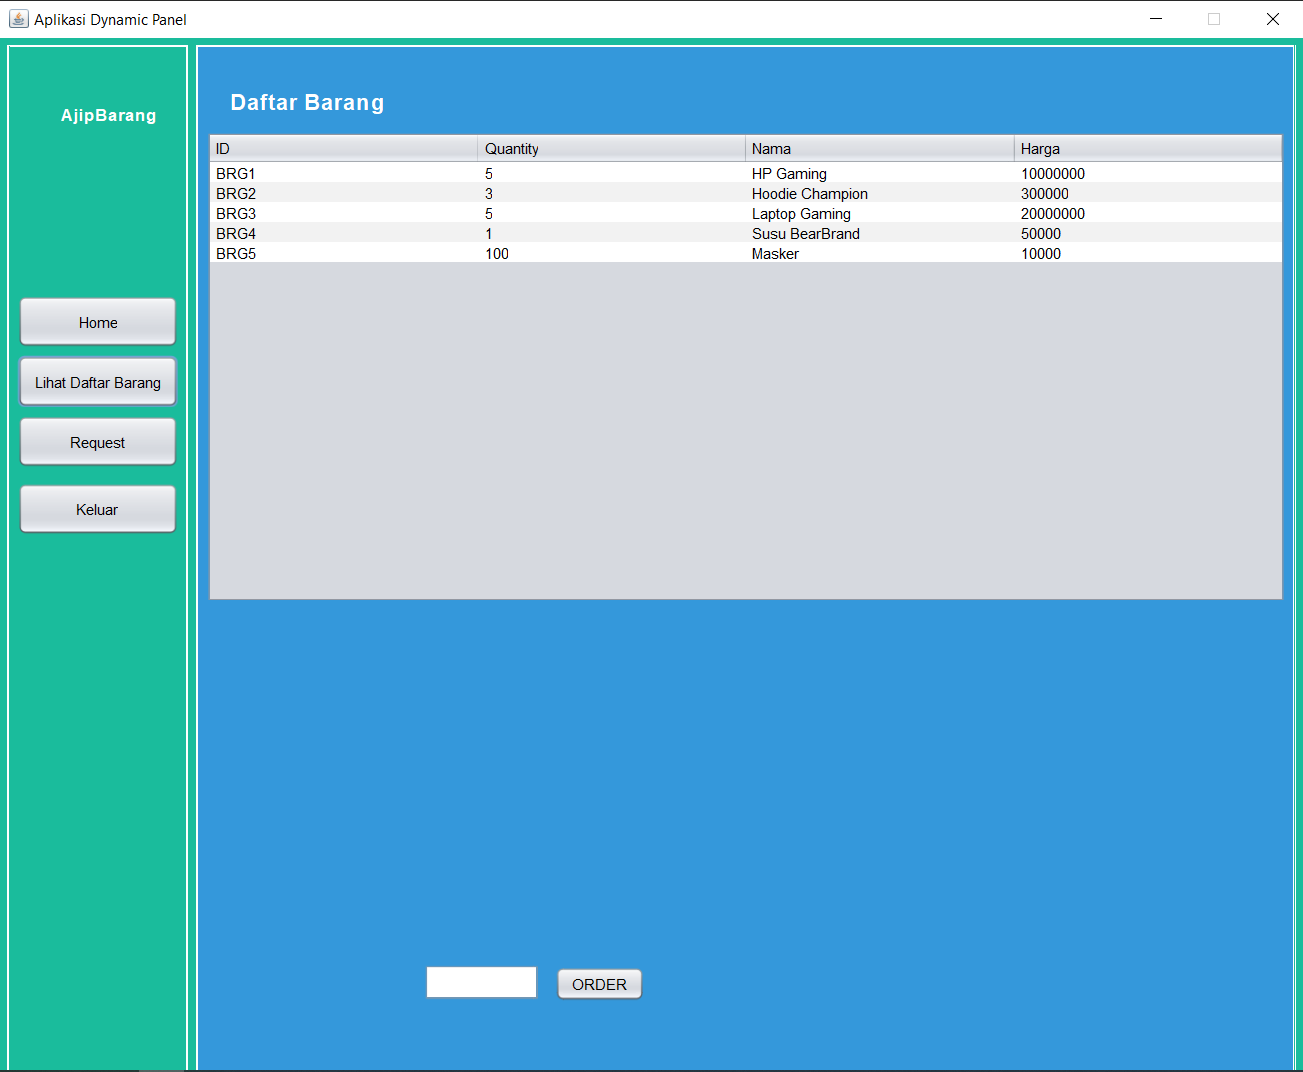 Aplikasi Dynamic Panel
AjipBarang
Home
Lihat Daftar Barang
Request
Keluar
Daftar Barang
ID Quantity Nama Harga
BRG1 5 HP Gaming 10000000
BRG2 3 Hoodie Champion 300000
BRG3 5 Laptop Gaming 20000000
BRG4 1 Susu BearBrand 50000
BRG5 100 Masker 10000
ORDER